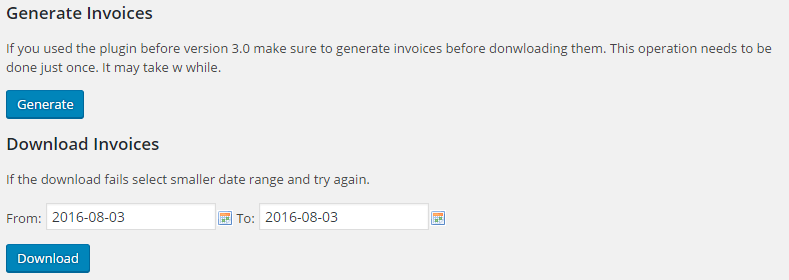 Generate Invoices
If you used the plugin before version 3.0 make sure to generate invoices before donwloading them. This operation needs to be
done just once. It may take w while.
Generate
Download Invoices
If the download fails select smaller date range and try again.
From: 2016-08-03 To: 2016-08-03
Download